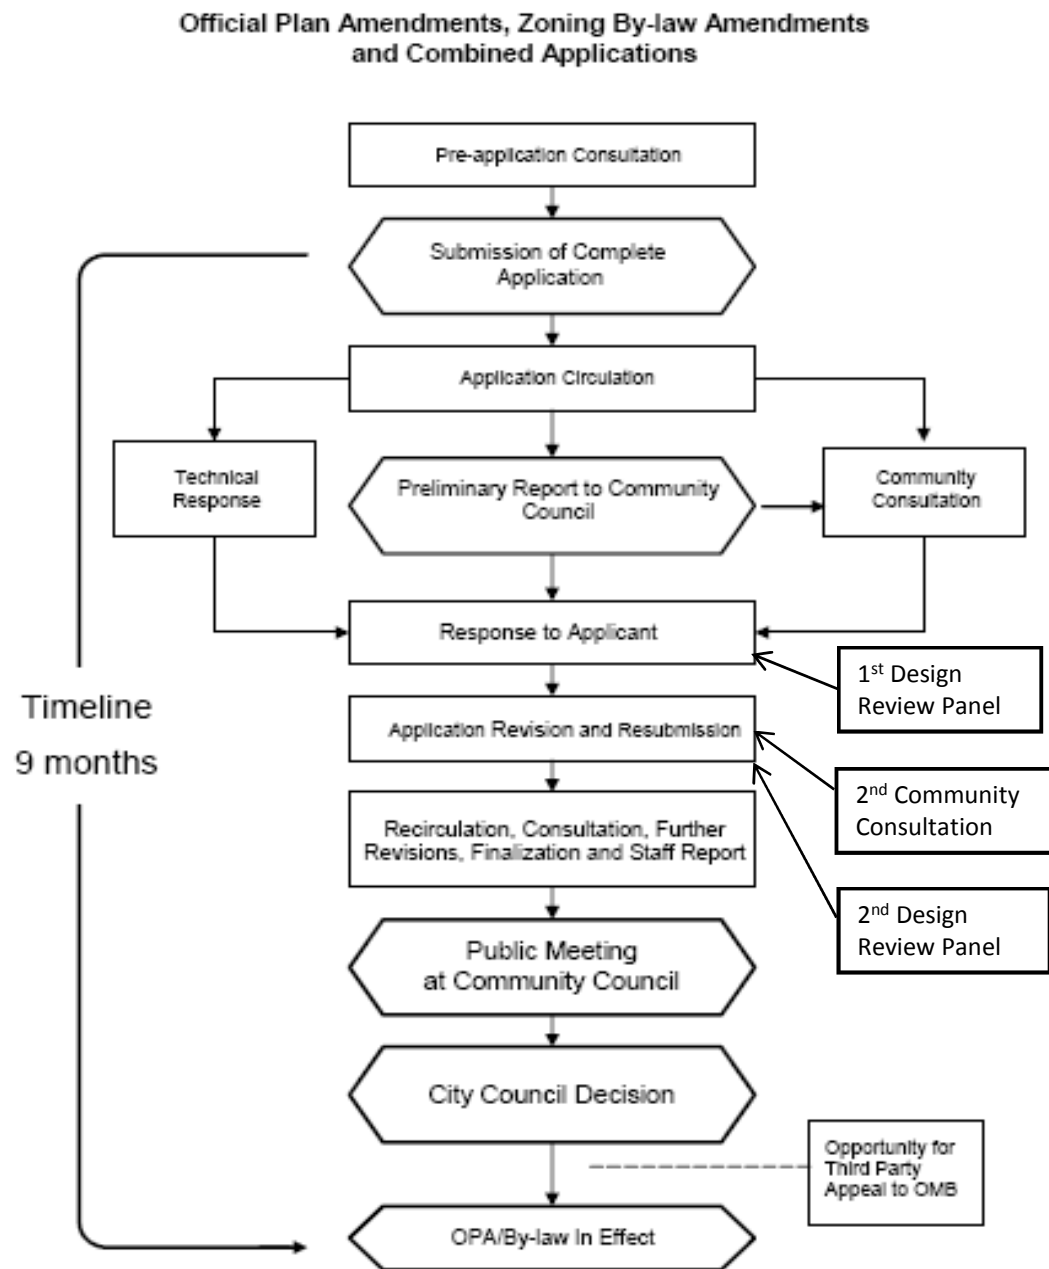 Official Plan Amendments, Zoning By-law Amendments
and Combined Applications
Pre-application Consultation
Submission of Complete
Application
Application Circulation
Technical
Response
Preliminary Report to Community
Council
Community
Consultation
Response to Applicant
1st Design
Review Panel
Application Revision and Resubmission
Timeline
9 months
2nd Community
Consultation
Recirculation, Consultation, Further
Revisions, Finalization and Staff Report
2nd Design
Review Panel
Public Meeting
at Community Council
City Council Decision
Opportunity for
Third Party
Appeal to OMB
OPA/By-law In Effect